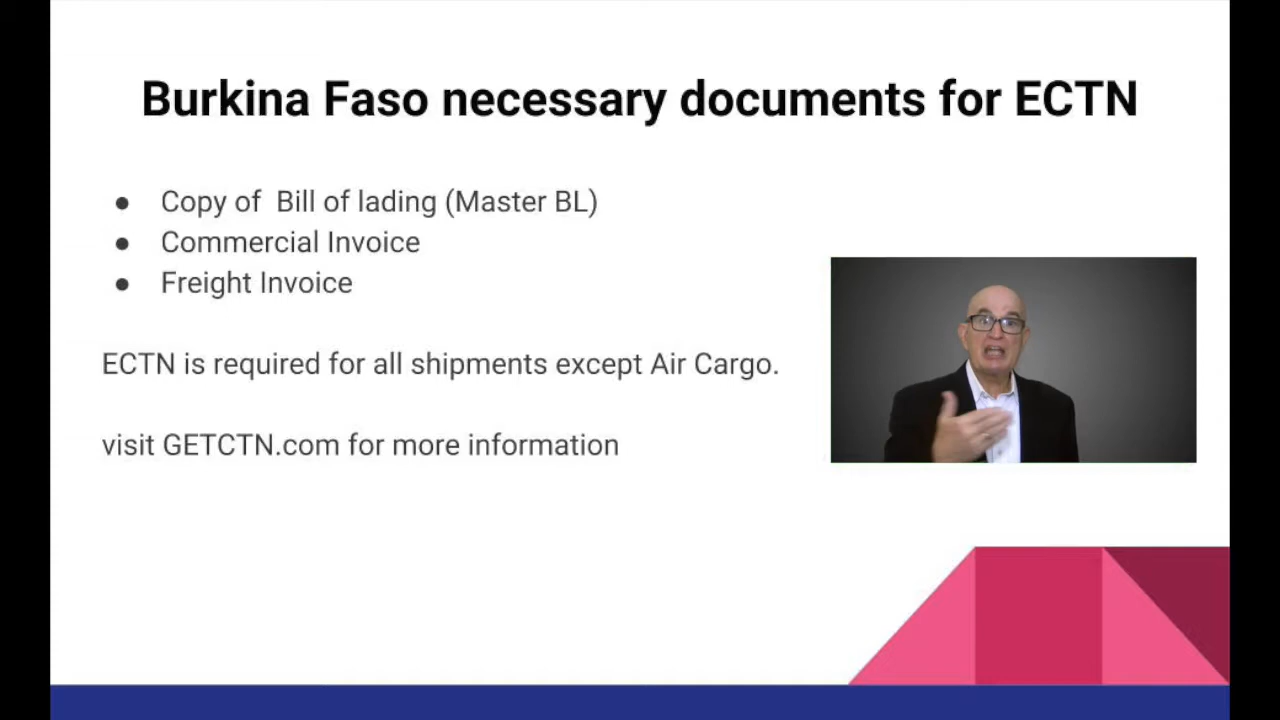 Burkina Faso necessary documents for ECTN
● Copy of  Bill of lading (Master BL)
● Commercial Invoice
● Freight Invoice
ECTN is required for all shipments except Air Cargo.
visit GETCTN.com for more information